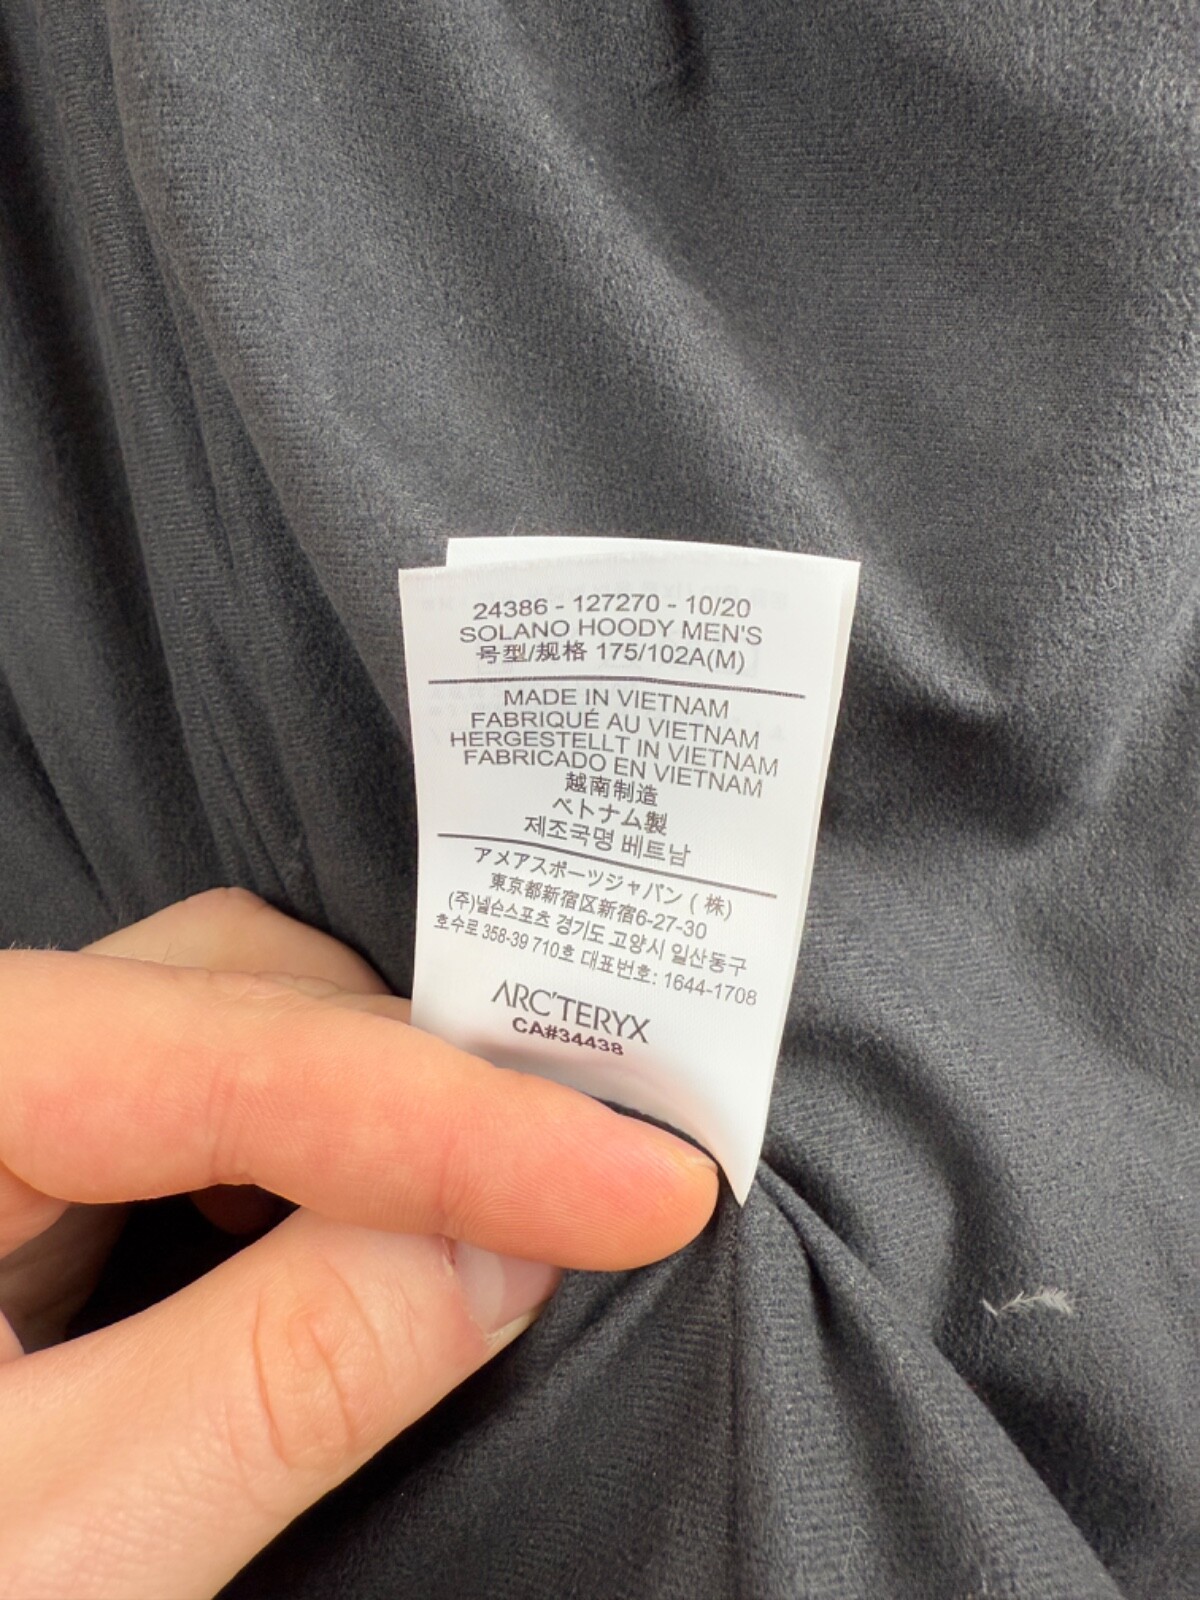 24386 - 127270 - 10/20
SOLANO HOODY MEN'S
号型/规格 175/102A(M)
MADE IN VIETNAM
FABRIQUÉ AU VIETNAM
HERGESTELLT IN VIETNAM
FABRICADO EN VIETNAM
越南制造
ベトナム製
제조국명 베트남
アメアスポーツジャパン ( 株)
東京都新宿区新宿6-27-30
(주)넬슨스포츠 경기도 고양시 일산동구
호수로 358-39 710호 대표번호: 1644-1708
ARC'TERYX
CA#34438